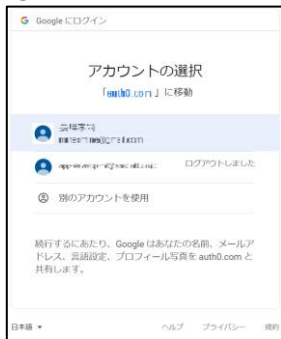 Google にログイン
アカウントの選択
「auth0.com」に移動
ログアウトしました
別のアカウントを使用
続行するにあたり、Google はあなたの名前、メールア
ドレス、言語設定、プロフィール写真を auth0.com と
共有します。
日本語
ヘルプ プライバシー 規約